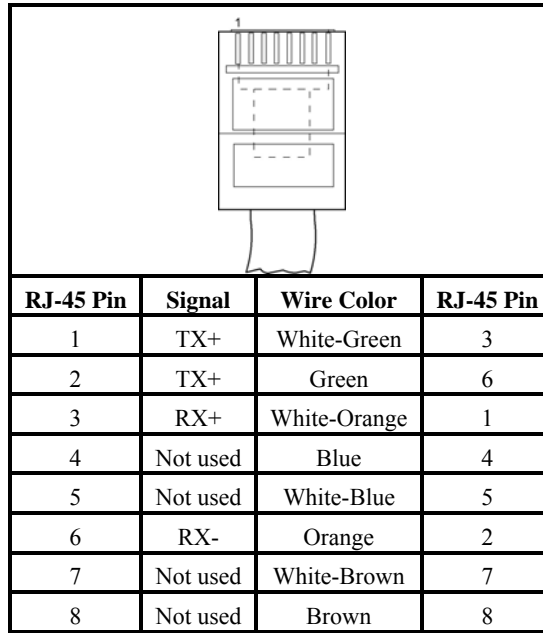 1
RJ-45 Pin Signal Wire Color RJ-45 Pin
1 TX+ White-Green 3
2 TX+ Green 6
3 RX+ White-Orange 1
4 Not used Blue 4
5 Not used White-Blue 5
6 RX- Orange 2
7 Not used White-Brown 7
8 Not used Brown 8